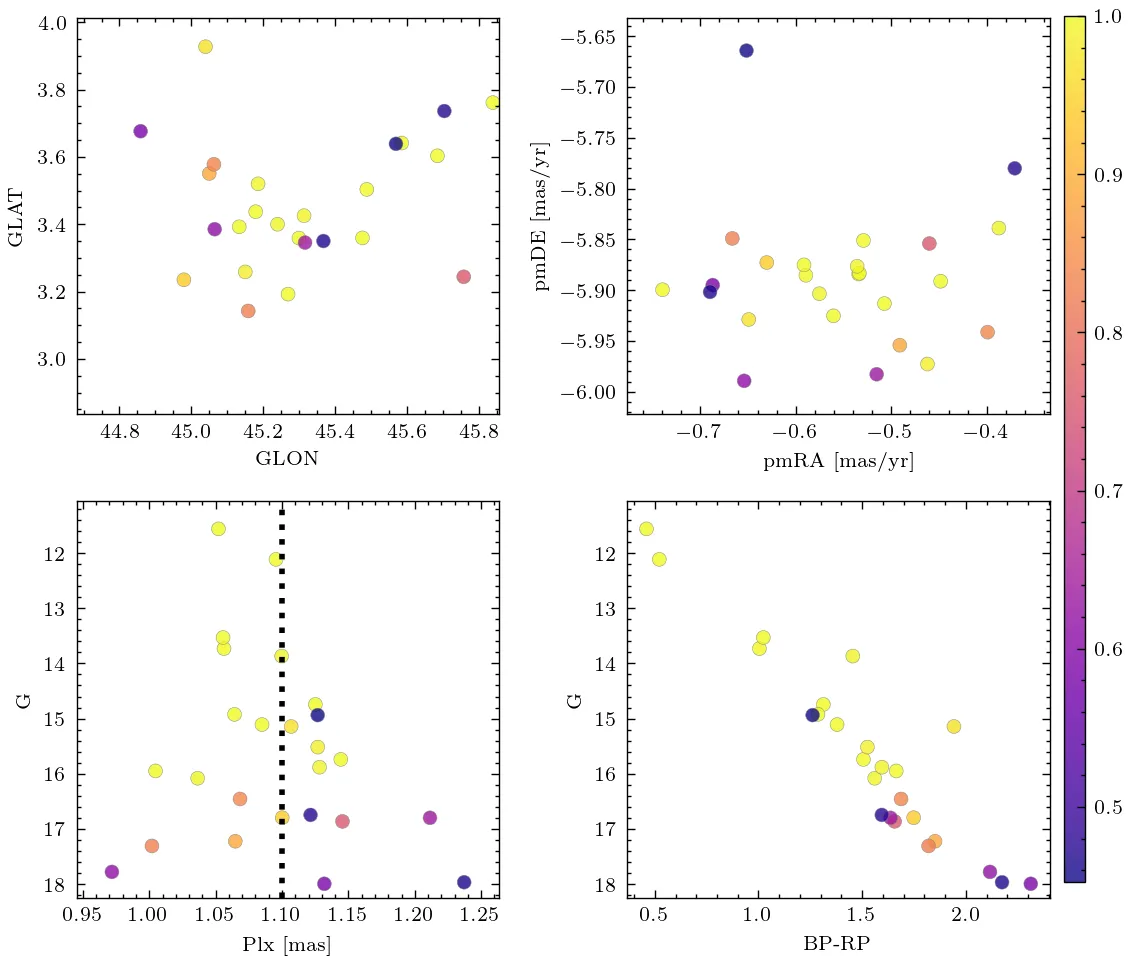 4.0
3.8
3.6
3.4
3.2
3.0
GLAT
44.8 45.0 45.2 45.4 45.6 45.8
GLON
−5.65
−5.70
−5.75
−5.80
−5.85
−5.90
−5.95
−6.00
pmDE [mas/yr]
−0.7 −0.6 −0.5 −0.4
pmRA [mas/yr]
1.0
0.9
0.8
0.7
0.6
0.5
12
13
14
15
16
17
18
G
0.95 1.00 1.05 1.10 1.15 1.20 1.25
Plx [mas]
12
13
14
15
16
17
18
G
0.5 1.0 1.5 2.0
BP-RP